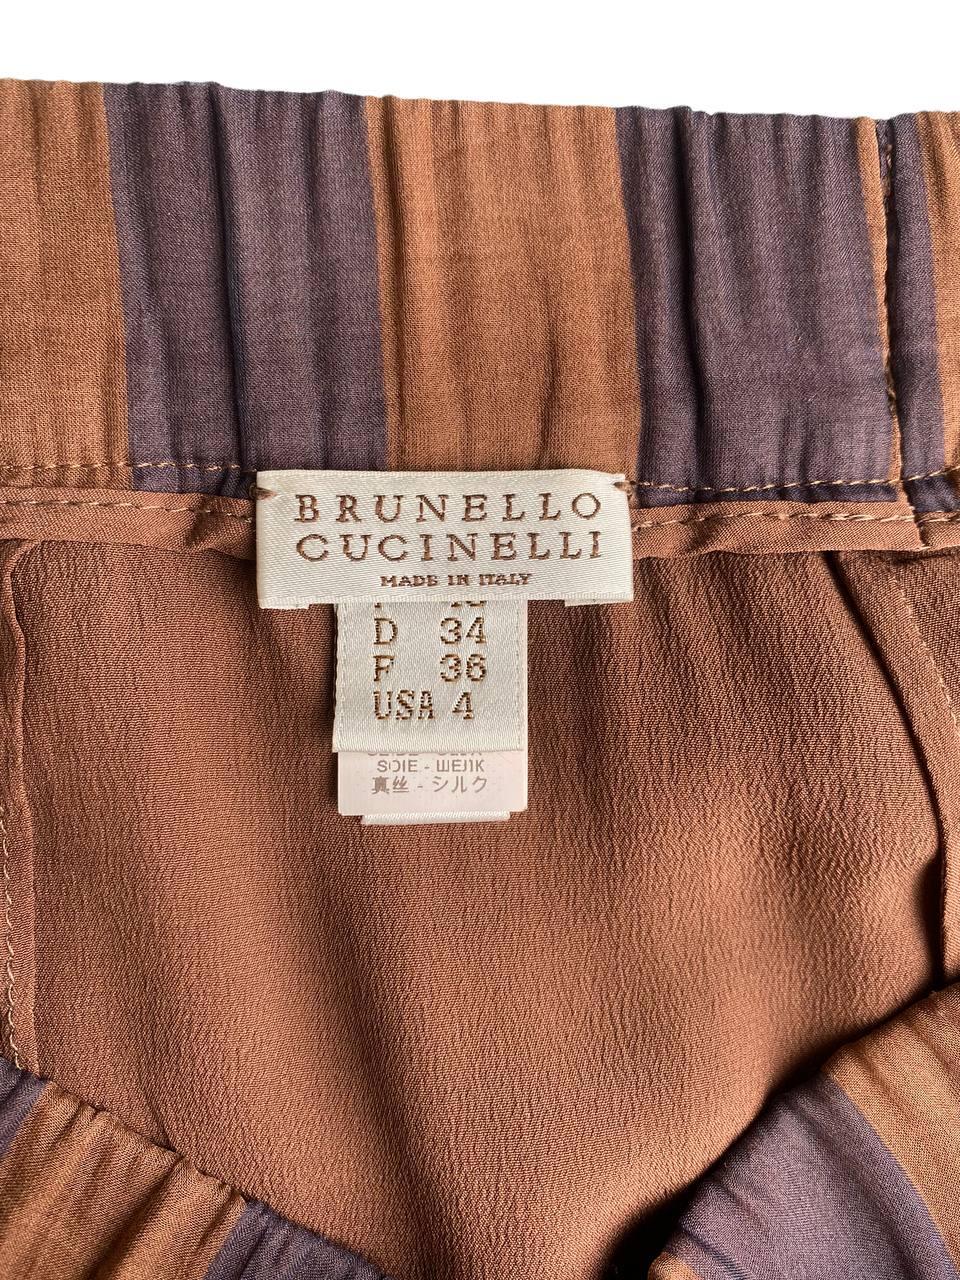 BRUNELLO
CUCINELLI
MADE IN ITALY
D 34
F 36
USA 4
SOIE - ШЕЛК
真丝 - シルク